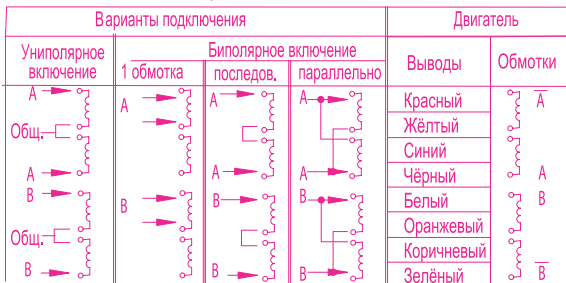 Варианты подключения Двигатель
Униполярное включение Биполярное включение Выводы Обмотки
1 обмотка последов. параллельно
A A A A Красный A̅
Общ. Жёлтый
Синий
A A A Чёрный A
B B B B Белый B
Общ. Оранжевый
Коричневый
B B B Зелёный B̅